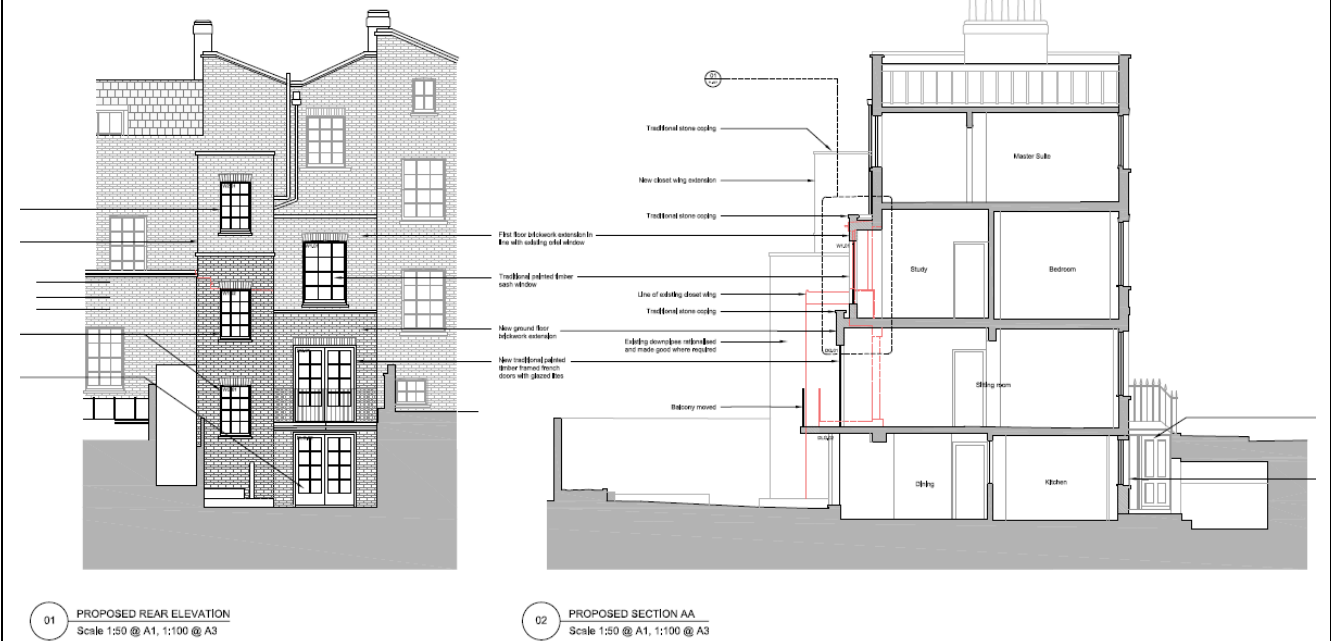 01
Traditional stone coping
Master Suite
New closet wing extension
Traditional stone coping
First floor brickwork extension in
line with existing oriel window
Study
Bedroom
Traditional painted timber
sash window
Line of existing closet wing
Traditional stone coping
New ground floor
brickwork extension
Existing downpipes rationalised
and made good where required
New traditional painted
timber framed french
doors with glazed lites
Sitting room
Balcony moved
Dining
Kitchen
01
PROPOSED REAR ELEVATION
Scale 1:50 @ A1, 1:100 @ A3
02
PROPOSED SECTION AA
Scale 1:50 @ A1, 1:100 @ A3